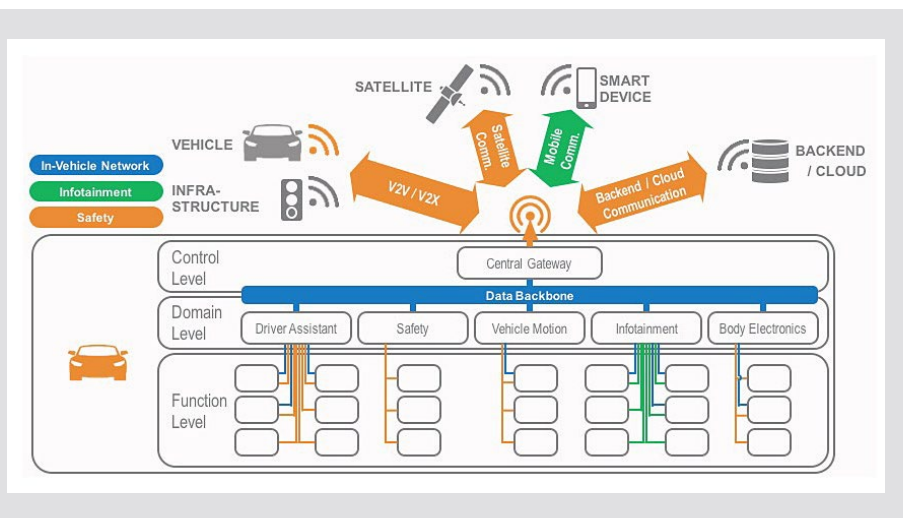 SATELLITE
SMART
DEVICE
VEHICLE
BACKEND
/ CLOUD
In-Vehicle Network
Infotainment
Safety
INFRA-
STRUCTURE
V2V / V2X
Satellite
Comm.
Mobile
Comm.
Backend / Cloud
Communication
Control
Level
Central Gateway
Data Backbone
Domain
Level
Driver Assistant
Safety
Vehicle Motion
Infotainment
Body Electronics
Function
Level